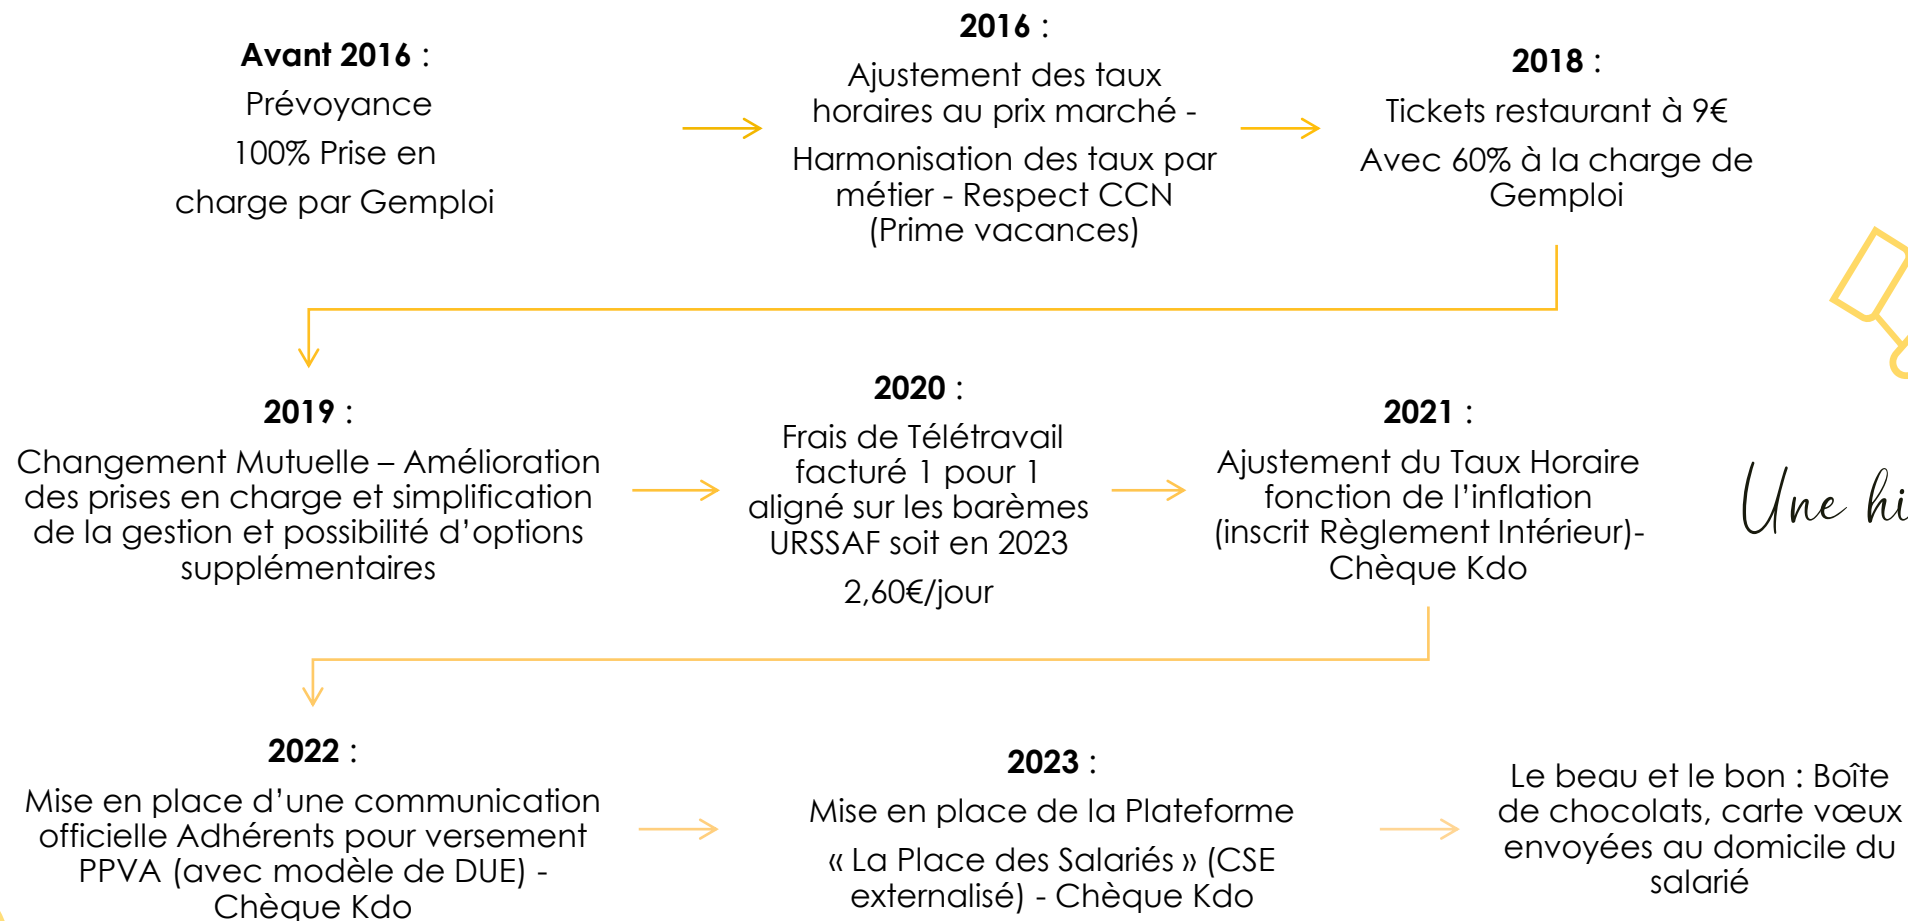 Avant 2016 :
Prévoyance
100% Prise en
charge par Gemploi
2016 :
Ajustement des taux
horaires au prix marché -
Harmonisation des taux par
métier - Respect CCN
(Prime vacances)
2018 :
Tickets restaurant à 9€
Avec 60% à la charge de
Gemploi
2019 :
Changement Mutuelle – Amélioration
des prises en charge et simplification
de la gestion et possibilité d’options
supplémentaires
2020 :
Frais de Télétravail
facturé 1 pour 1
aligné sur les barèmes
URSSAF soit en 2023
2,60€/jour
2021 :
Ajustement du Taux Horaire
fonction de l’inflation
(inscrit Règlement Intérieur)-
Chèque Kdo
Une hi
2022 :
Mise en place d’une communication
officielle Adhérents pour versement
PPVA (avec modèle de DUE) -
Chèque Kdo
2023 :
Mise en place de la Plateforme
« La Place des Salariés » (CSE
externalisé) - Chèque Kdo
Le beau et le bon : Boîte
de chocolats, carte vœux
envoyées au domicile du
salarié